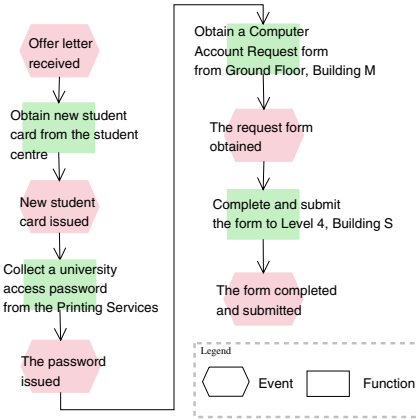 Offer letter
received
Obtain new student
card from the student
centre
New student
card issued
Collect a university
access password
from the Printing Services
The password
issued
Obtain a Computer
Account Request form
from Ground Floor, Building M
The request form
obtained
Complete and submit
the form to Level 4, Building S
The form completed
and submitted
Legend
Event
Function